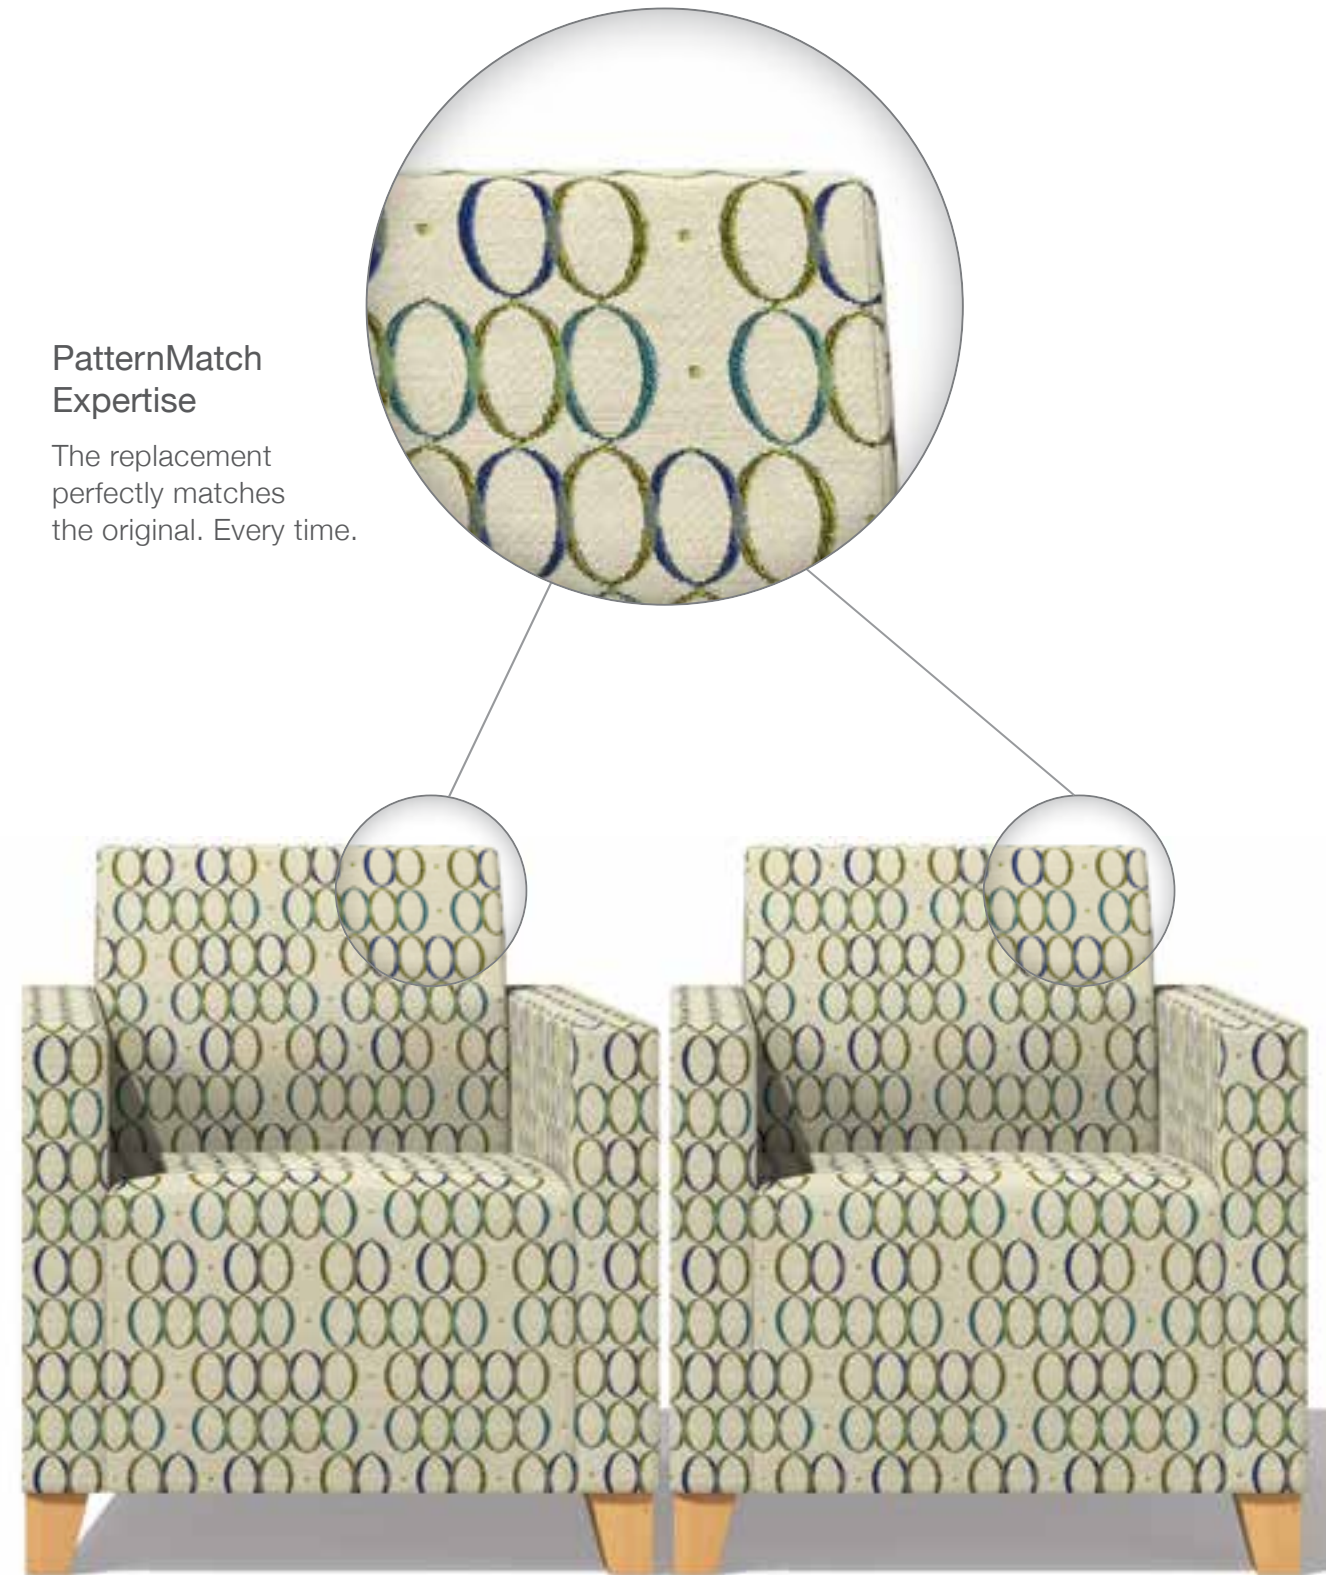 PatternMatch
Expertise
The replacement
perfectly matches
the original. Every time.